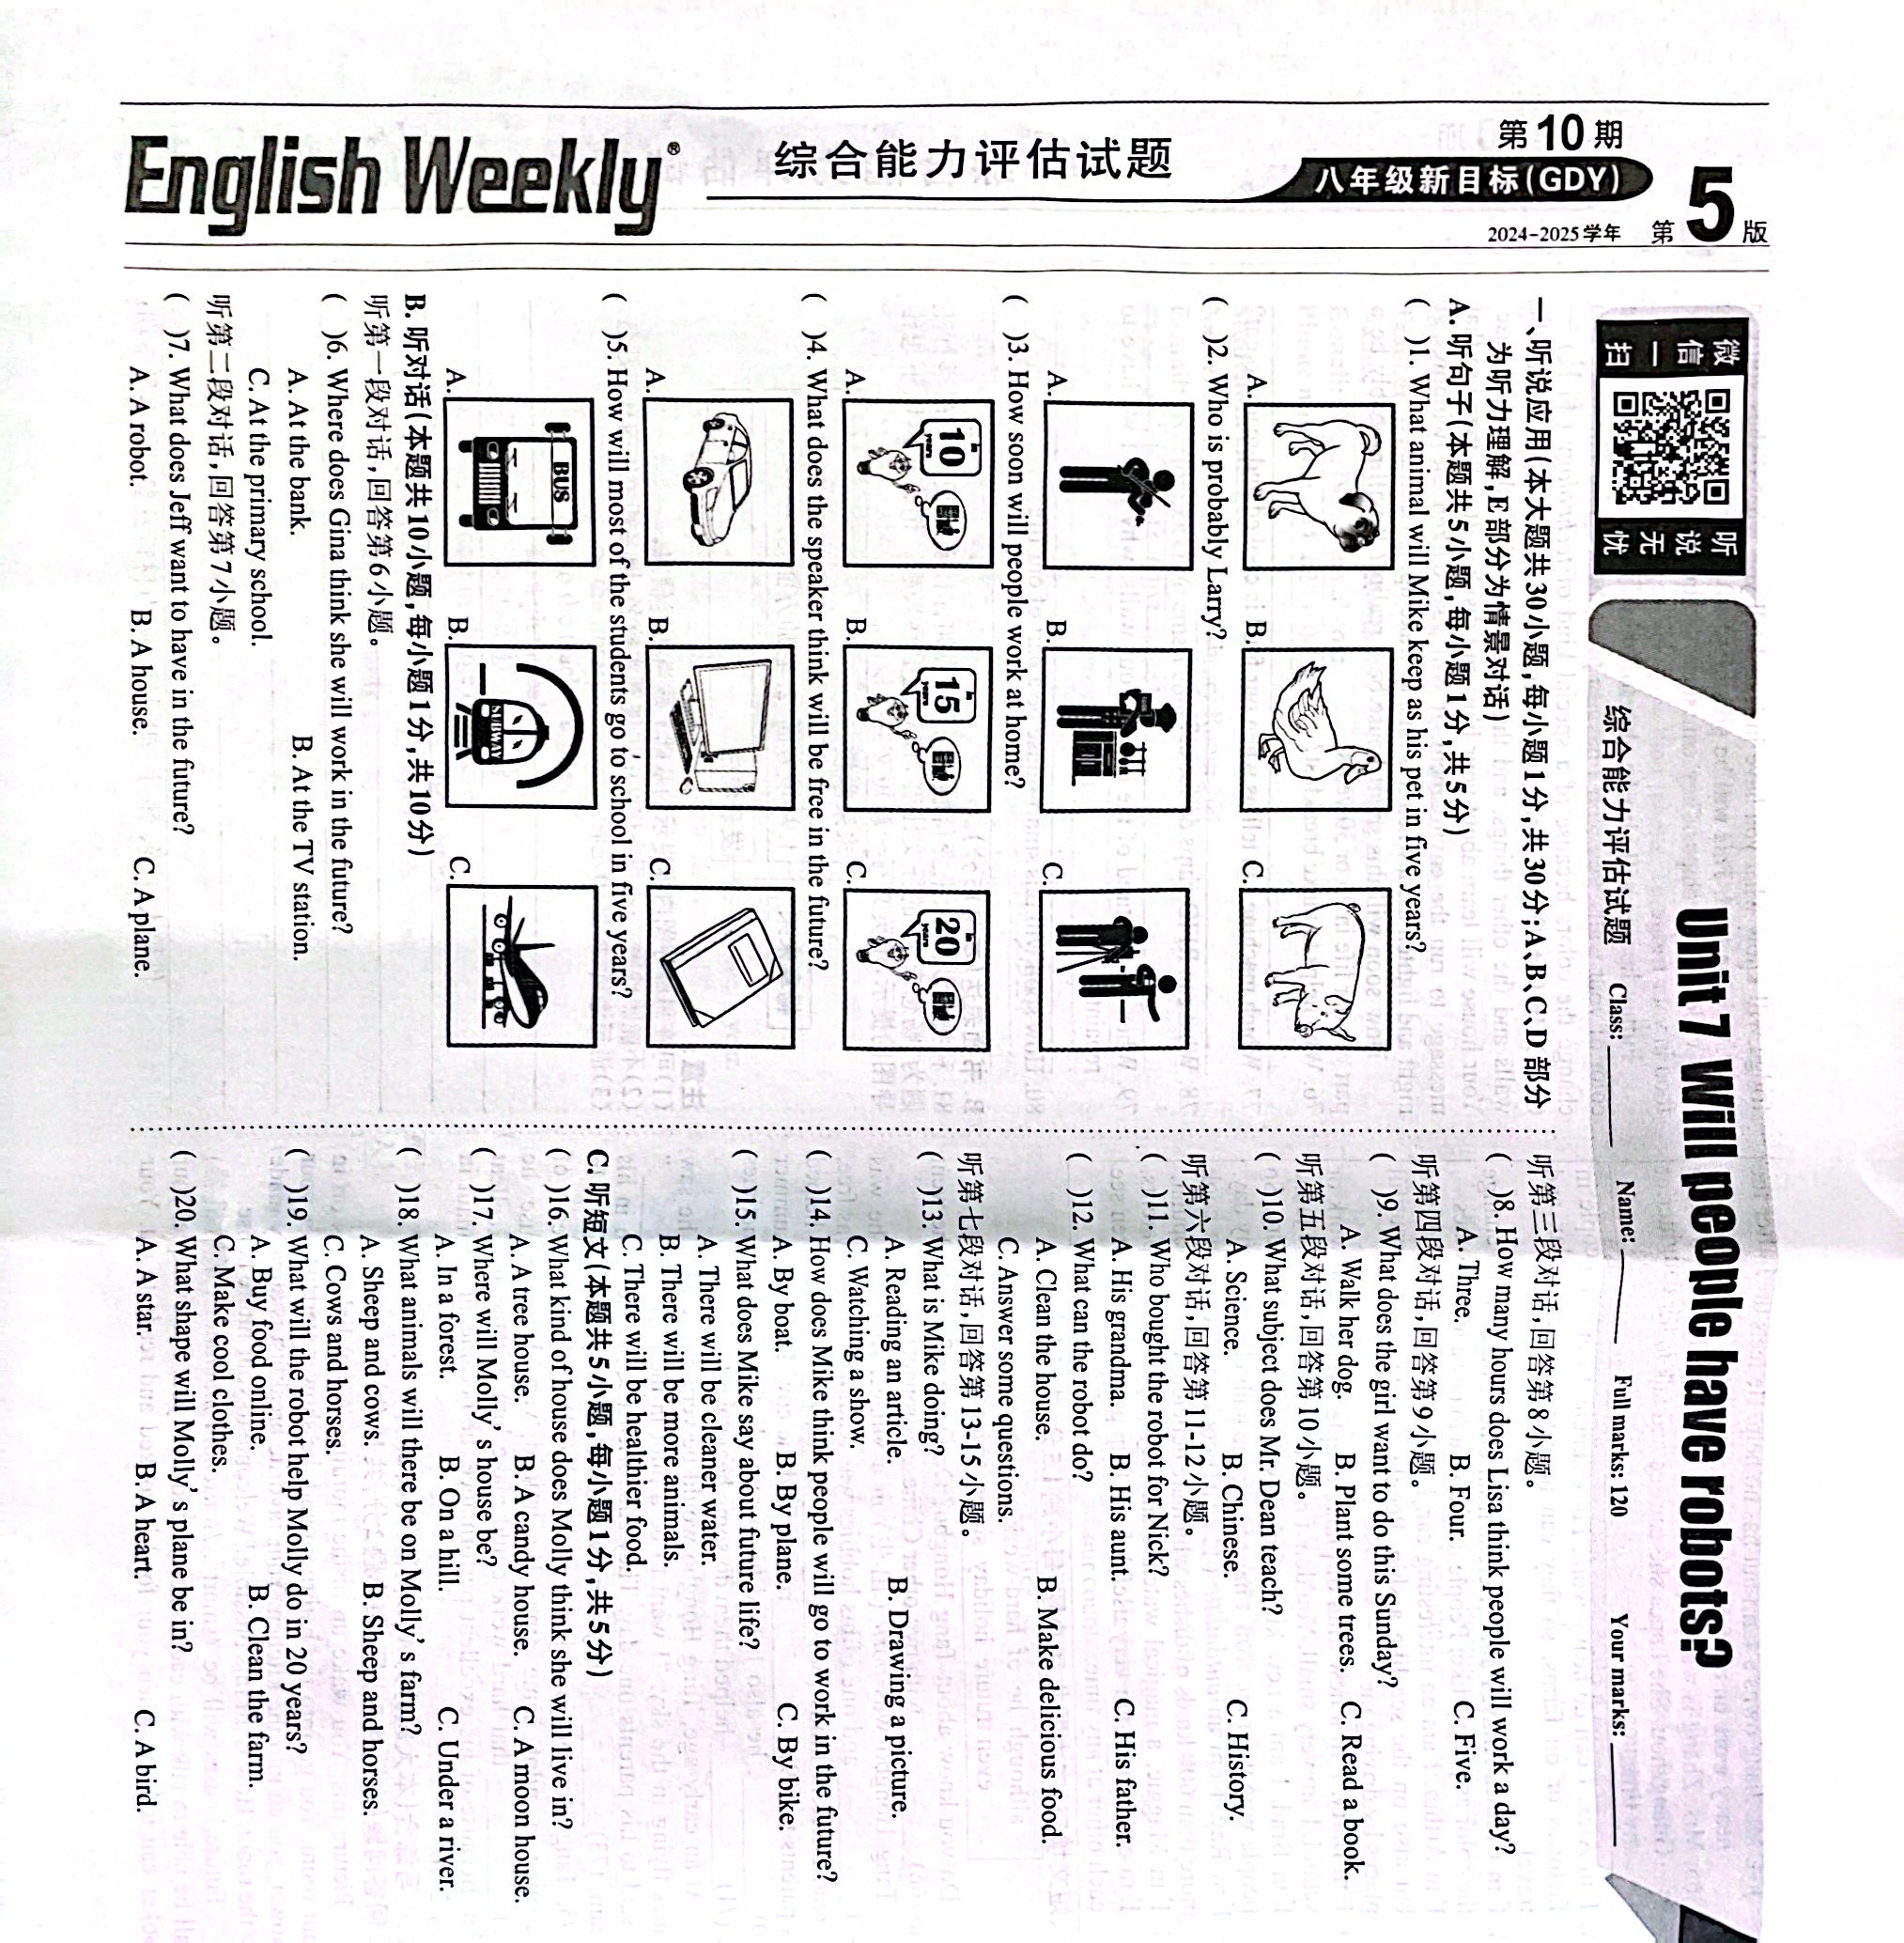 English Weekly®
综合能力评估试题
第10期
八年级新目标(GDY)
2024-2025学年
第5版
微信扫一扫
听说无忧
Unit 7 Will people have robots?
综合能力评估试题 Class: Name: Full marks: 120 Your marks:
一、听说应用(本大题共30小题,每小题1分,共30分;A、B、C、D部分
为听力理解,E部分为情景对话)
A. 听句子(本题共5小题,每小题1分,共5分)
( )1. What animal will Mike keep as his pet in five years?
A. B. C.
( )2. Who is probably Larry?
A. B. C.
( )3. How soon will people work at home?
A. B. C.
in 10 years
in 15 years
in 20 years
( )4. What does the speaker think will be free in the future?
A. B. C.
( )5. How will most of the students go to school in five years?
A. B. C.
BUS
SUBWAY
B. 听对话(本题共10小题,每小题1分,共10分)
听第一段对话,回答第6小题。
( )6. Where does Gina think she will work in the future?
A. At the bank. B. At the TV station.
C. At the primary school.
听第二段对话,回答第7小题。
( )7. What does Jeff want to have in the future?
A. A robot. B. A house. C. A plane.
听第三段对话,回答第8小题。
( )8. How many hours does Lisa think people will work a day?
A. Three. B. Four. C. Five.
听第四段对话,回答第9小题。
( )9. What does the girl want to do this Sunday?
A. Walk her dog. B. Plant some trees. C. Read a book.
听第五段对话,回答第10小题。
( )10. What subject does Mr. Dean teach?
A. Science. B. Chinese. C. History.
听第六段对话,回答第11-12小题。
( )11. Who bought the robot for Nick?
A. His grandma. B. His aunt. C. His father.
( )12. What can the robot do?
A. Clean the house. B. Make delicious food.
C. Answer some questions.
听第七段对话,回答第13-15小题。
( )13. What is Mike doing?
A. Reading an article. B. Drawing a picture.
C. Watching a show.
( )14. How does Mike think people will go to work in the future?
A. By boat. B. By plane. C. By bike.
( )15. What does Mike say about future life?
A. There will be cleaner water.
B. There will be more animals.
C. There will be healthier food.
C. 听短文(本题共5小题,每小题1分,共5分)
( )16. What kind of house does Molly think she will live in?
A. A tree house. B. A candy house. C. A moon house.
( )17. Where will Molly's house be?
A. In a forest. B. On a hill. C. Under a river.
( )18. What animals will there be on Molly's farm?
A. Sheep and cows. B. Sheep and horses.
C. Cows and horses.
( )19. What will the robot help Molly do in 20 years?
A. Buy food online. B. Clean the farm.
C. Make cool clothes.
( )20. What shape will Molly's plane be in?
A. A star. B. A heart. C. A bird.